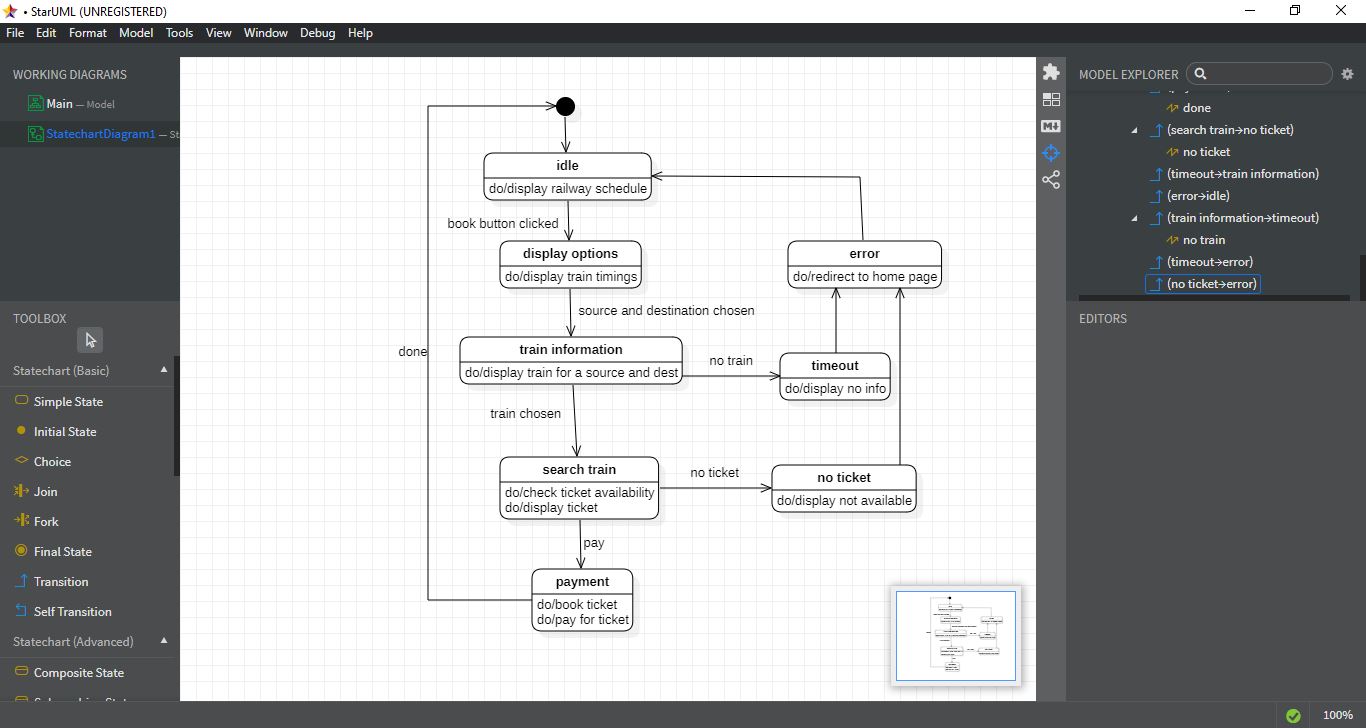 • StarUML (UNREGISTERED)
File Edit Format Model Tools View Window Debug Help
WORKING DIAGRAMS
Main — Model
StatechartDiagram1 — St
TOOLBOX
Statechart (Basic)
Simple State
Initial State
Choice
Join
Fork
Final State
Transition
Self Transition
Statechart (Advanced)
Composite State
idle
do/display railway schedule
book button clicked
display options
do/display train timings
source and destination chosen
train information
do/display train for a source and dest
no train
timeout
do/display no info
error
do/redirect to home page
done
train chosen
search train
do/check ticket availability
do/display ticket
no ticket
no ticket
do/display not available
pay
payment
do/book ticket
do/pay for ticket
MODEL EXPLORER
done
(search train→no ticket)
no ticket
(timeout→train information)
(error→idle)
(train information→timeout)
no train
(timeout→error)
(no ticket→error)
EDITORS
100%